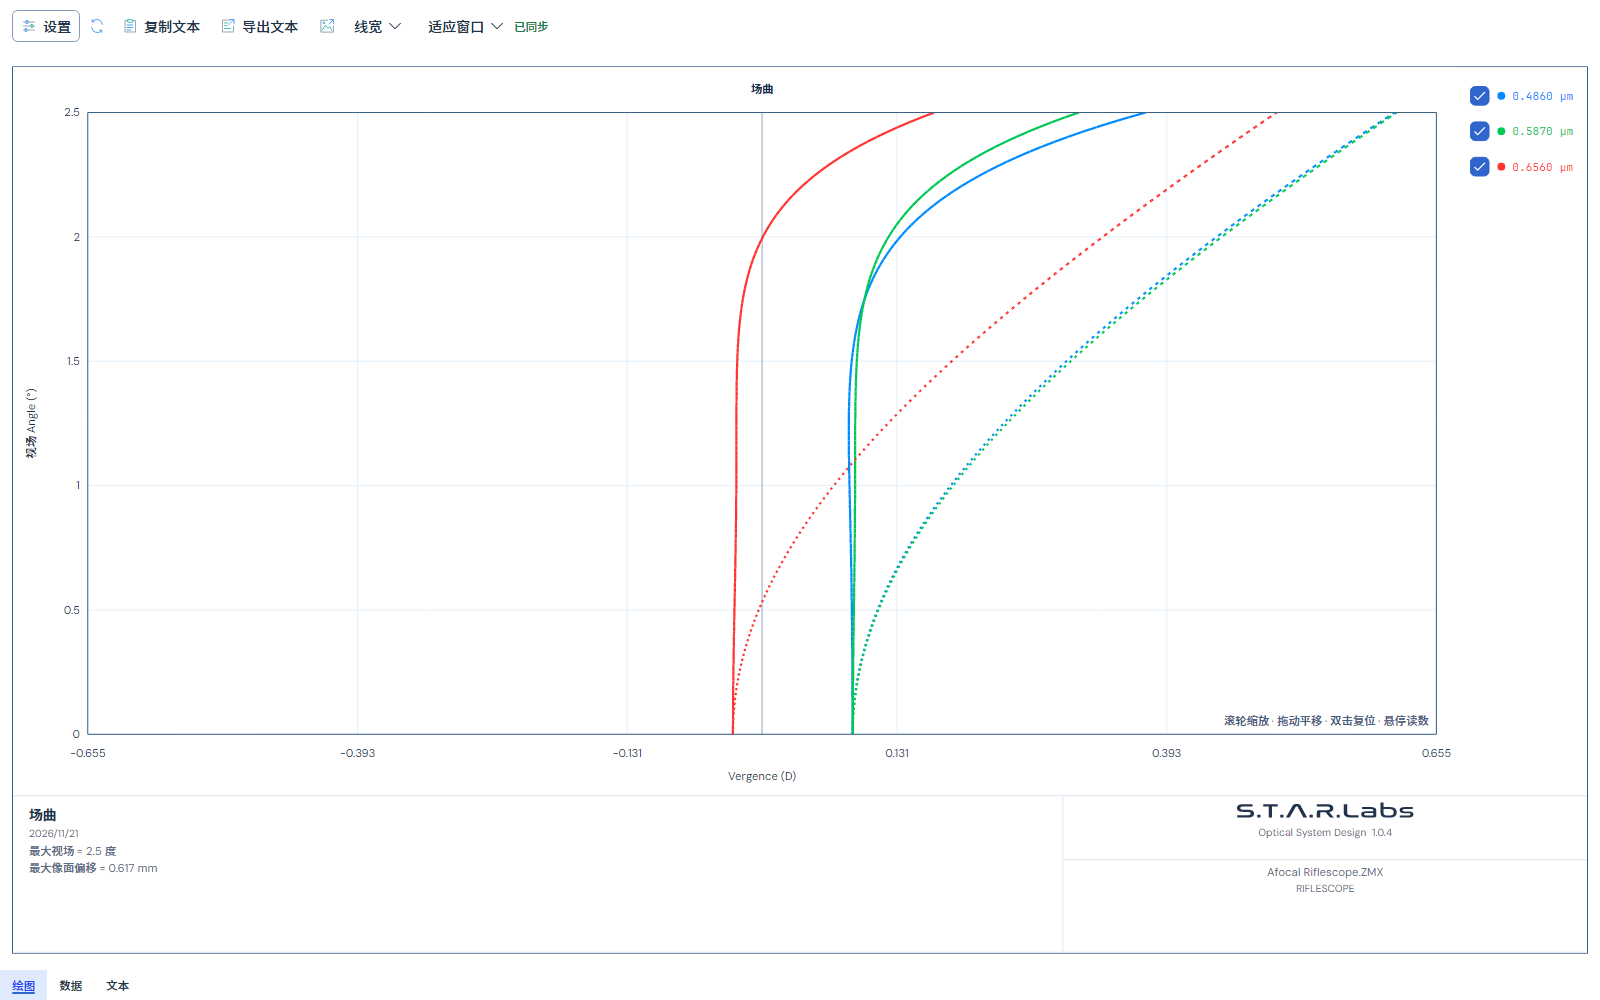 设置 复制文本 导出文本 线宽 适应窗口 已同步
场曲
0.4860 μm
0.5870 μm
0.6560 μm
2.5
2
1.5
1
0.5
0
视场 Angle (°)
-0.655 -0.393 -0.131 0.131 0.393 0.655
Vergence (D)
滚轮缩放 · 拖动平移 · 双击复位 · 悬停读数
场曲
2026/11/21
最大视场 = 2.5 度
最大像面偏移 = 0.617 mm
S.T.A.R.Labs
Optical System Design 1.0.4
Afocal Riflescope.ZMX
RIFLESCOPE
绘图 数据 文本